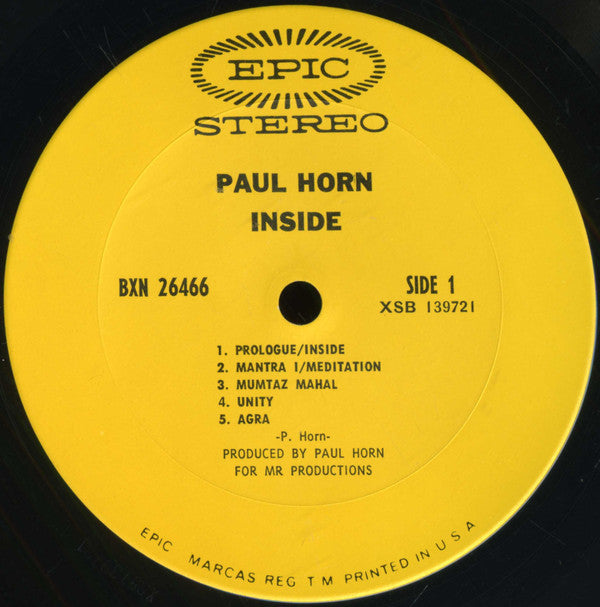 EPIC
STEREO
PAUL HORN
INSIDE
BXN 26466
SIDE 1
XSB 139721
1. PROLOGUE/INSIDE
2. MANTRA I/MEDITATION
3. MUMTAZ MAHAL
4. UNITY
5. AGRA
-P. Horn-
PRODUCED BY PAUL HORN
FOR MR PRODUCTIONS
EPIC MARCAS REG T M PRINTED IN U S A